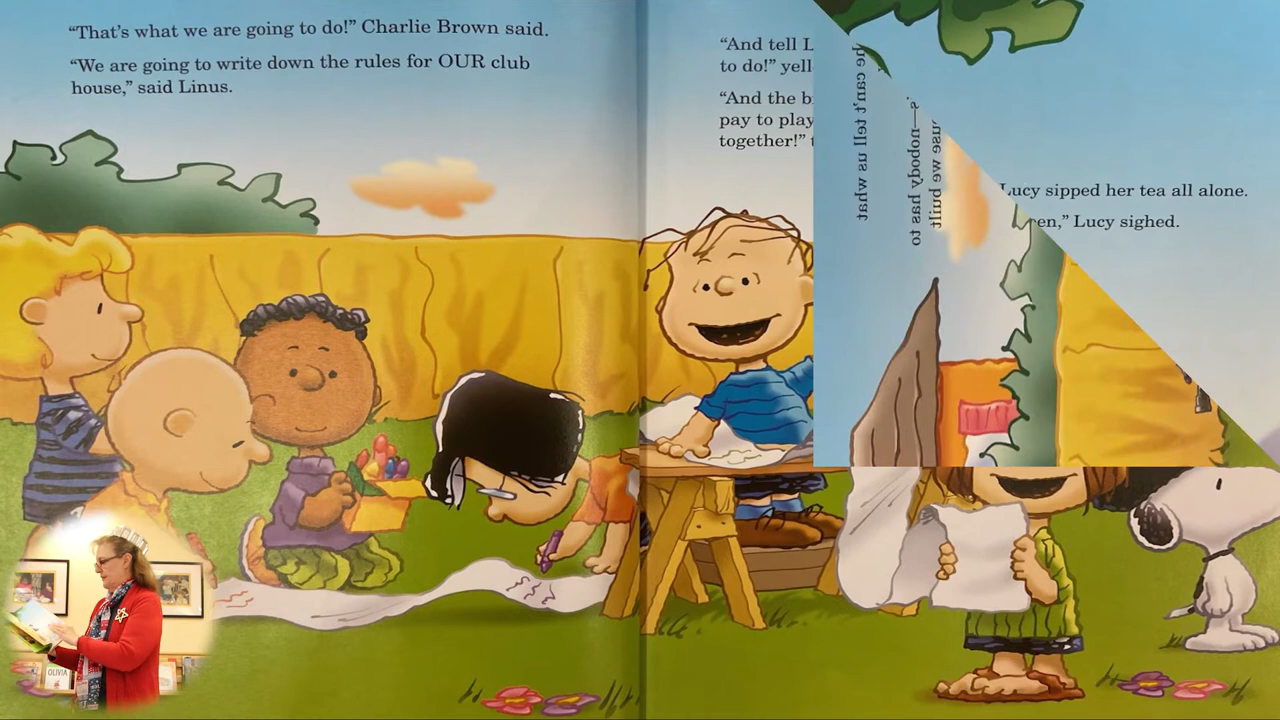 “That’s what we are going to do!” Charlie Brown said.
“We are going to write down the rules for OUR club
house,” said Linus.
“And tell L
to do!” yell
“And the b
pay to play
together!”
can’t tell us what
—nobody has to
use we built
Lucy sipped her tea all alone.
een,” Lucy sighed.
OLIVIA